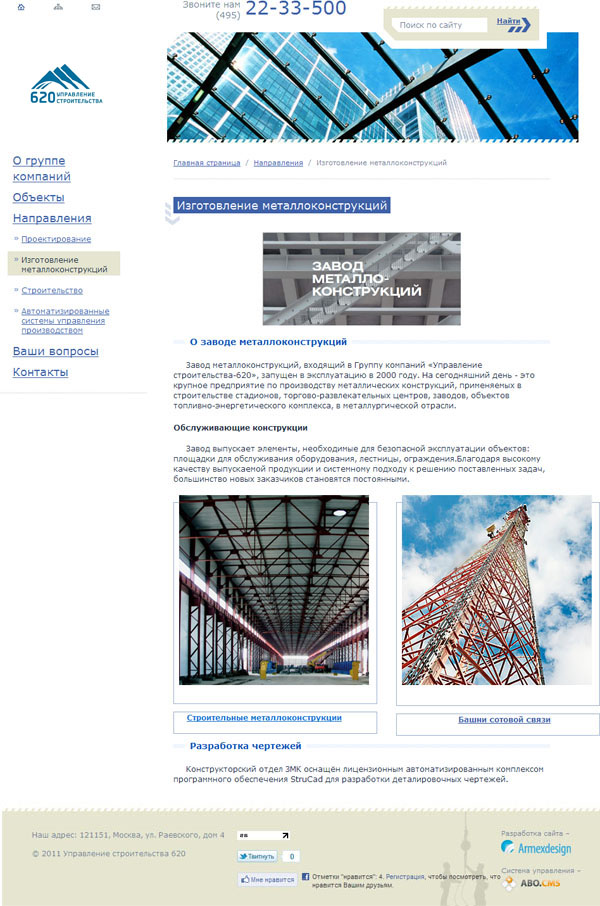 Звоните нам
(495) 22-33-500
Поиск по сайту
Найти
620 УПРАВЛЕНИЕ
СТРОИТЕЛЬСТВА
О группе
компаний
Объекты
Направления
» Проектирование
» Изготовление
металлоконструкций
» Строительство
» Автоматизированные
системы управления
производством
Ваши вопросы
Контакты
Главная страница / Направления / Изготовление металлоконструкций
Изготовление металлоконструкций
ЗАВОД
МЕТАЛЛО-
КОНСТРУКЦИЙ
О заводе металлоконструкций
Завод металлоконструкций, входящий в Группу компаний «Управление
строительства-620», запущен в эксплуатацию в 2000 году. На сегодняшний день - это
крупное предприятие по производству металлических конструкций, применяемых в
строительстве стадионов, торгово-развлекательных центров, заводов, объектов
топливно-энергетического комплекса, в металлургической отрасли.
Обслуживающие конструкции
Завод выпускает элементы, необходимые для безопасной эксплуатации объектов:
площадки для обслуживания оборудования, лестницы, ограждения.Благодаря высокому
качеству выпускаемой продукции и системному подходу к решению поставленных задач,
большинство новых заказчиков становятся постоянными.
Строительные металлоконструкции
Башни сотовой связи
Разработка чертежей
Конструкторский отдел ЗМК оснащён лицензионным автоматизированным комплексом
программного обеспечения StruCad для разработки деталировочных чертежей.
Наш адрес: 121151, Москва, ул. Раевского, дом 4
© 2011 Управление строительства 620
Твитнуть 0
Мне нравится
Отметки "нравится": 4. Регистрация, чтобы посмотреть, что
нравится Вашим друзьям.
Разработка сайта –
Armexdesign
Система управления –
ABO.CMS